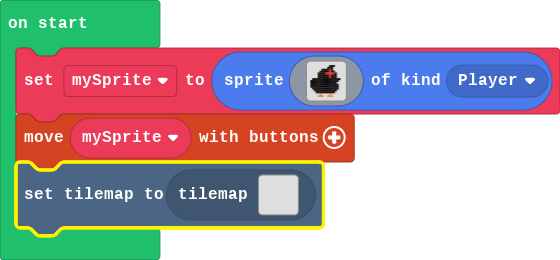 on start
set mySprite to sprite of kind Player
move mySprite with buttons
set tilemap to tilemap